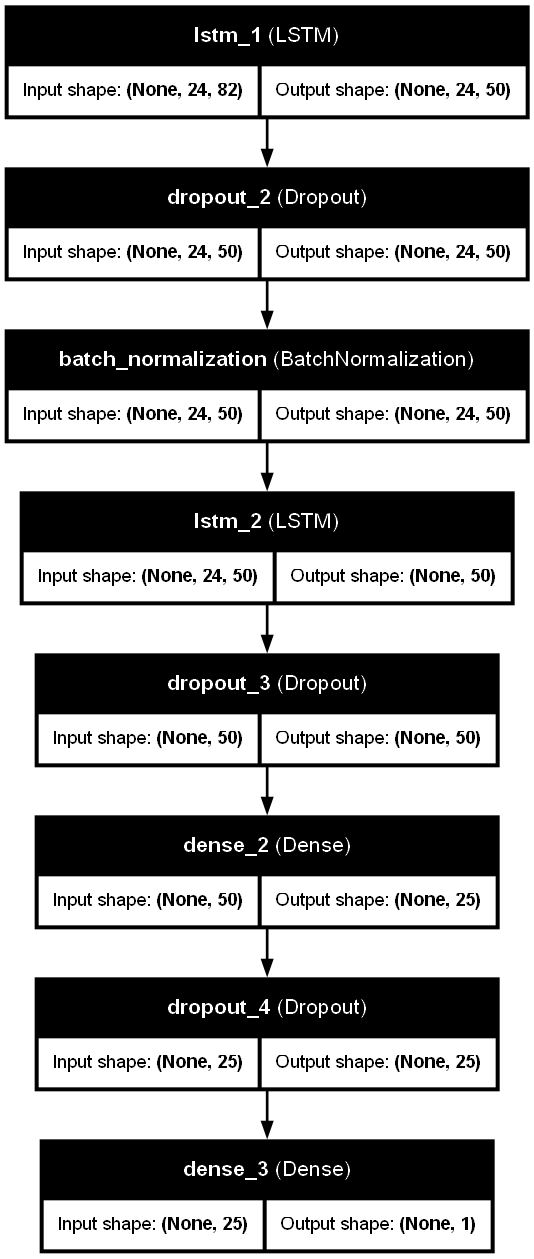 lstm_1 (LSTM)
Input shape: (None, 24, 82) Output shape: (None, 24, 50)
dropout_2 (Dropout)
Input shape: (None, 24, 50) Output shape: (None, 24, 50)
batch_normalization (BatchNormalization)
Input shape: (None, 24, 50) Output shape: (None, 24, 50)
lstm_2 (LSTM)
Input shape: (None, 24, 50) Output shape: (None, 50)
dropout_3 (Dropout)
Input shape: (None, 50) Output shape: (None, 50)
dense_2 (Dense)
Input shape: (None, 50) Output shape: (None, 25)
dropout_4 (Dropout)
Input shape: (None, 25) Output shape: (None, 25)
dense_3 (Dense)
Input shape: (None, 25) Output shape: (None, 1)